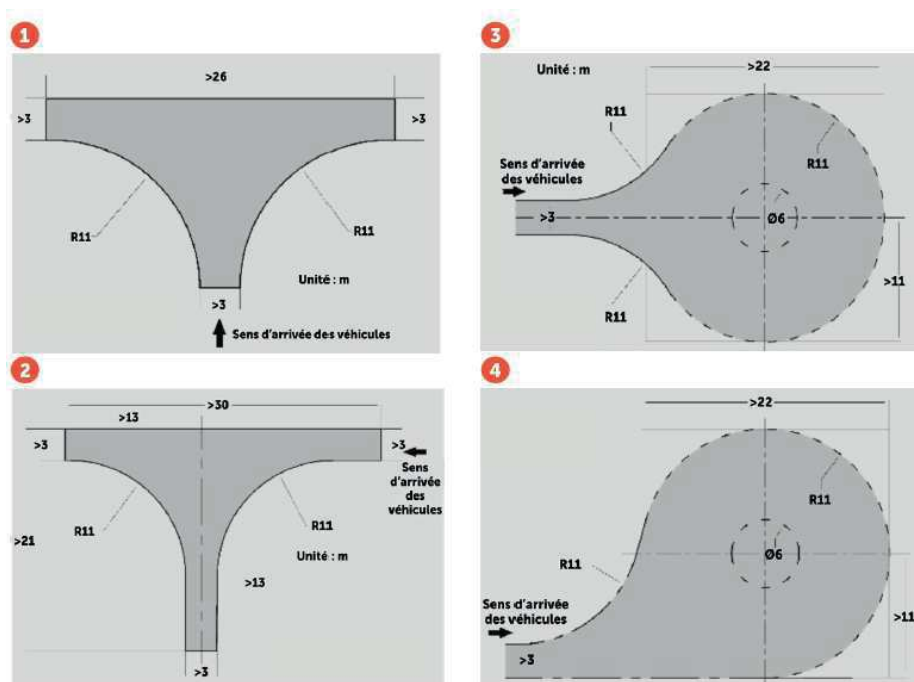 1
>26
>3
>3
R11
R11
Unité : m
>3
Sens d'arrivée des véhicules
2
>30
>13
>3
>3
Sens
d'arrivée
des
véhicules
R11
R11
>21
Unité : m
>13
>3
3
Unité : m
>22
R11
R11
Sens d'arrivée
des véhicules
>3
Ø6
>11
R11
4
>22
R11
R11
Ø6
Sens d'arrivée
des véhicules
>11
>3